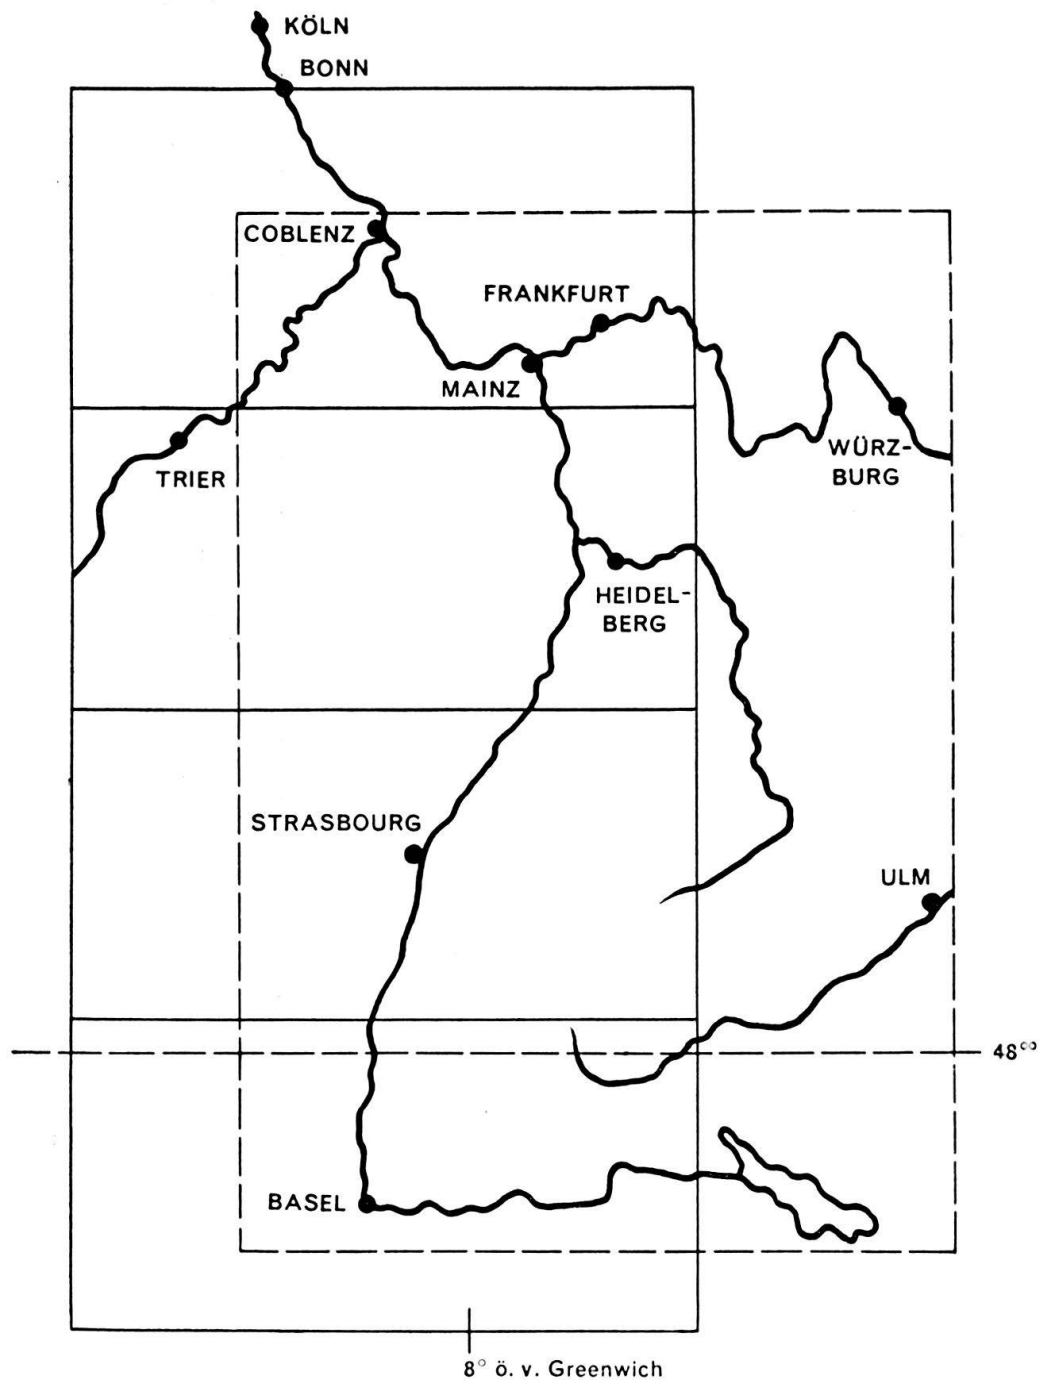 KÖLN
BONN
COBLENZ
FRANKFURT
MAINZ
WÜRZ-
BURG
TRIER
HEIDEL-
BERG
STRASBOURG
ULM
48°°
BASEL
8° ö. v. Greenwich